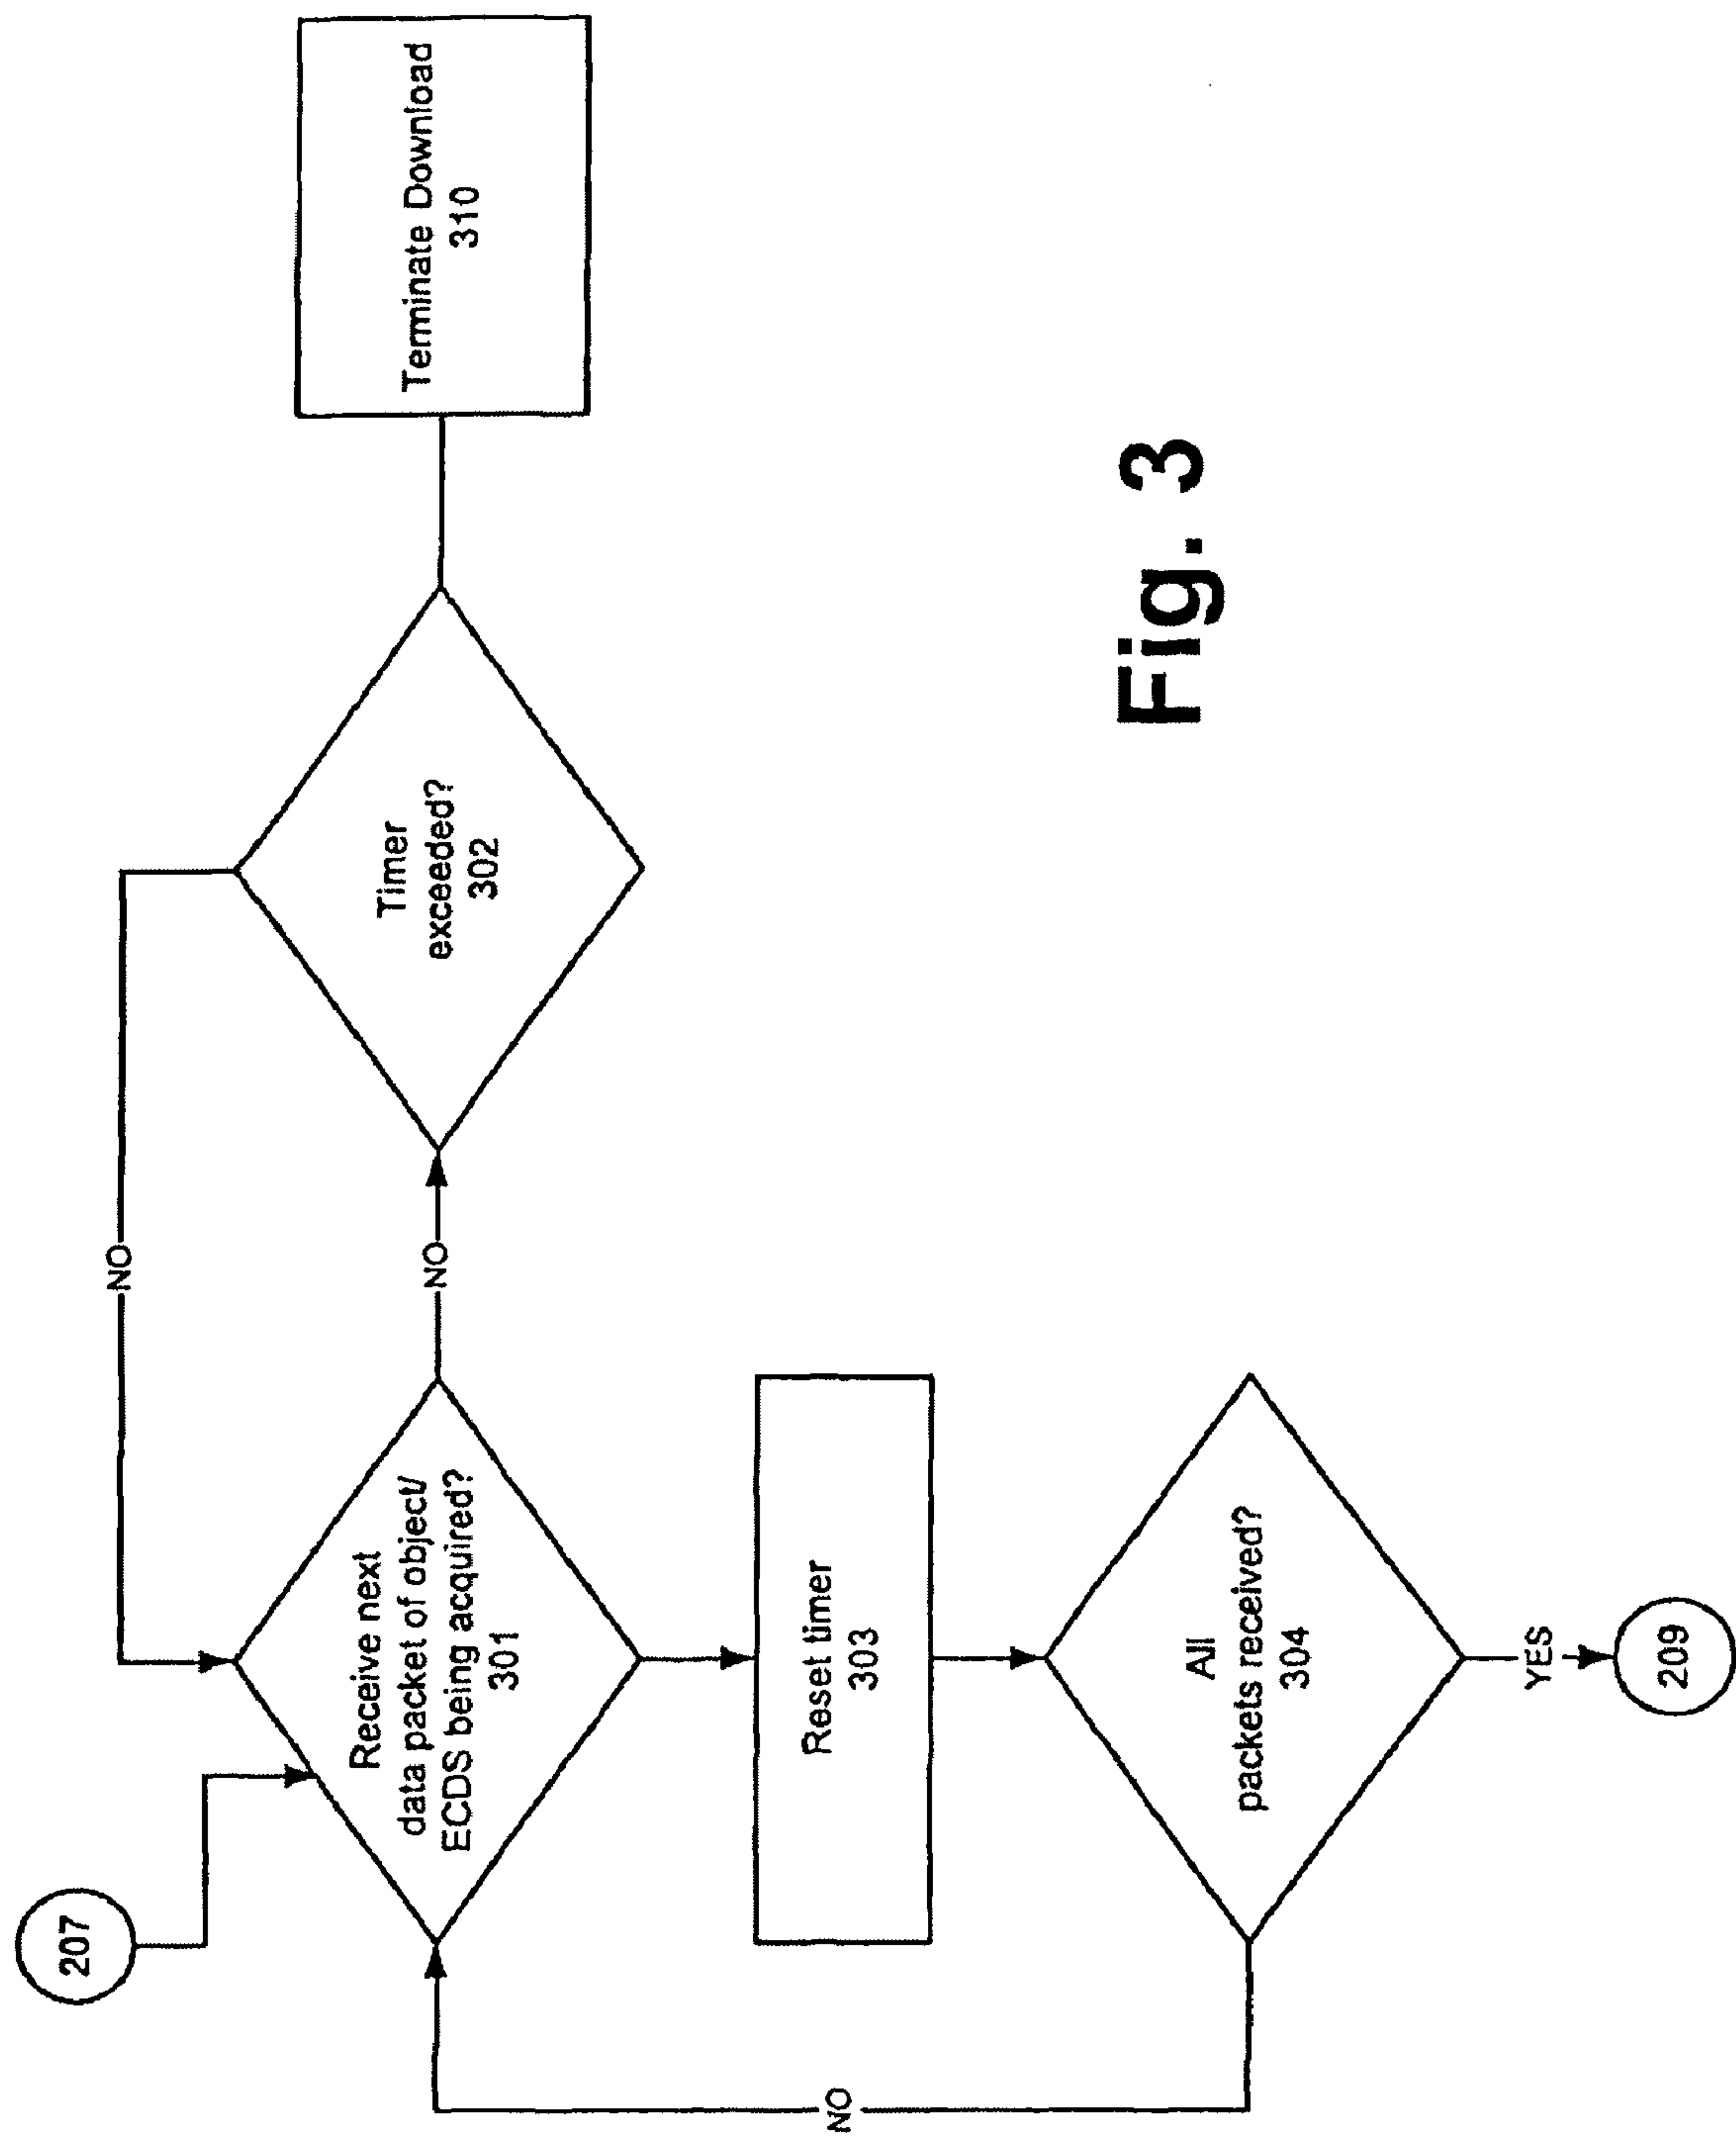 207
NO
Receive next
data packet of object/
ECDS being acquired?
301
NO
Timer
exceeded?
302
Terminate Download
310
Reset timer
303
NO
All
packets received?
304
YES
209
Fig. 3